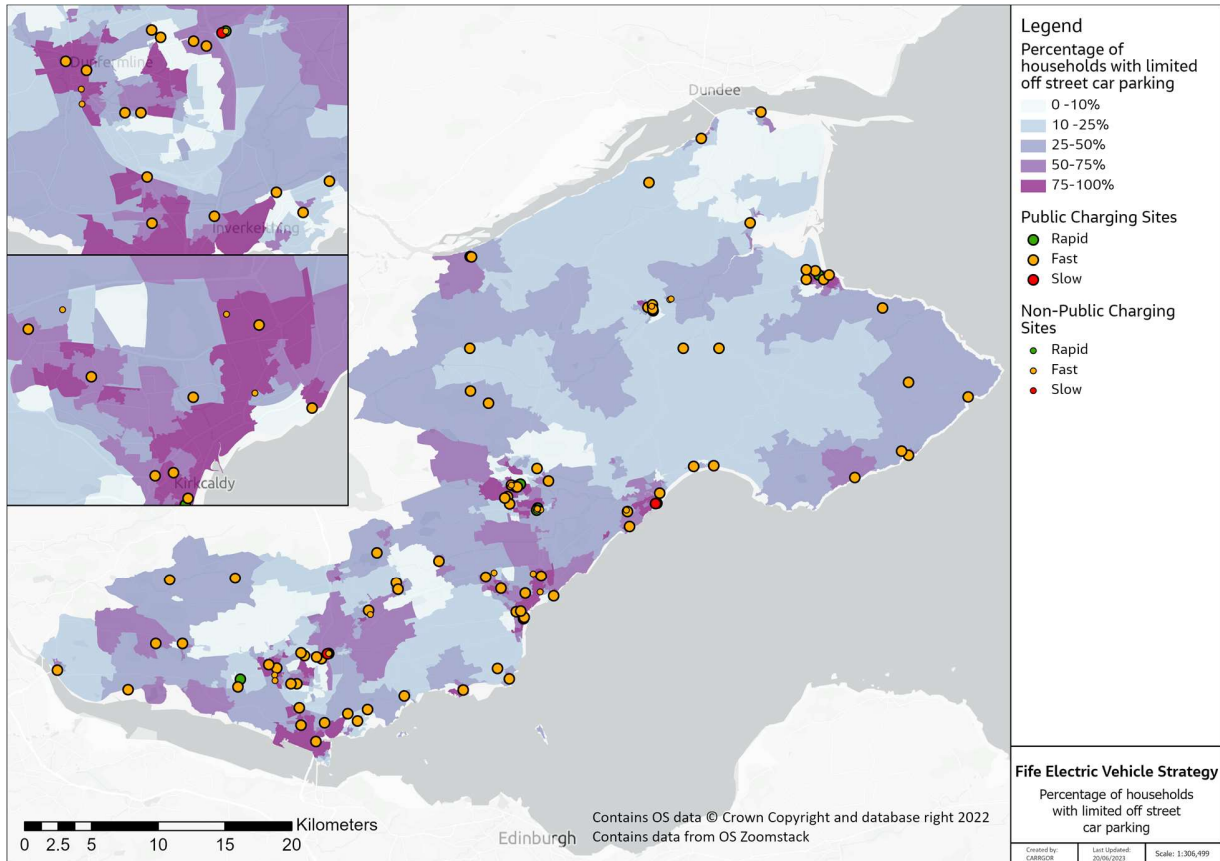 Dunfermline
Inverkeithing
Kirkcaldy
Dundee
Edinburgh
0 2.5 5 10 15 20 Kilometers
Contains OS data © Crown Copyright and database right 2022
Contains data from OS Zoomstack
Legend
Percentage of
households with limited
off street car parking
0 -10%
10 -25%
25-50%
50-75%
75-100%
Public Charging Sites
Rapid
Fast
Slow
Non-Public Charging
Sites
Rapid
Fast
Slow
Fife Electric Vehicle Strategy
Percentage of households
with limited off street
car parking
Created by:
CARRGOR
Last Updated:
20/06/2023
Scale: 1:306,499